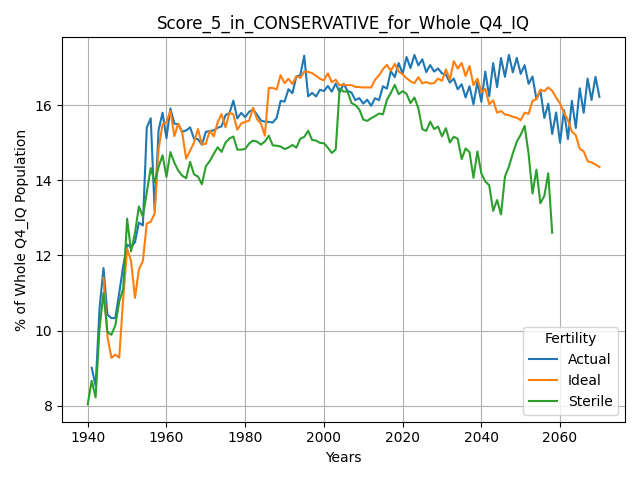 Score_5_in_CONSERVATIVE_for_Whole_Q4_IQ
% of Whole Q4_IQ Population
16
14
12
10
8
1940 1960 1980 2000 2020 2040 2060
Years
Fertility
Actual
Ideal
Sterile